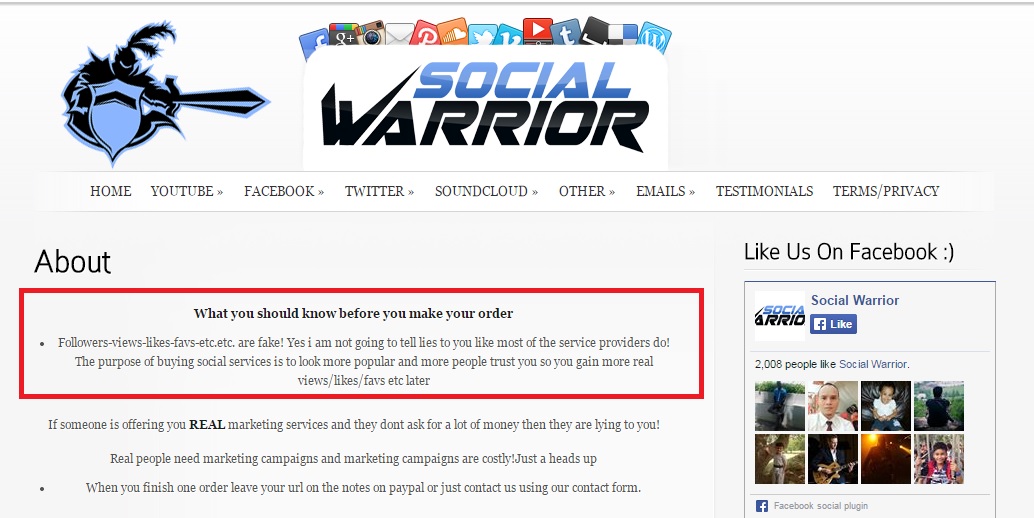 SOCIAL
WARRIOR
HOME YOUTUBE » FACEBOOK » TWITTER » SOUNDCLOUD » OTHER » EMAILS » TESTIMONIALS TERMS/PRIVACY
About
What you should know before you make your order
• Followers-views-likes-favs-etc.etc. are fake! Yes i am not going to tell lies to you like most of the service providers do!
The purpose of buying social services is to look more popular and more people trust you so you gain more real
views/likes/favs etc later
If someone is offering you REAL marketing services and they dont ask for a lot of money then they are lying to you!
Real people need marketing campaigns and marketing campaigns are costly!Just a heads up
• When you finish one order leave your url on the notes on paypal or just contact us using our contact form.
Like Us On Facebook :)
SOCIA
ARRIO
Social Warrior
Like
2,008 people like Social Warrior.
Facebook social plugin